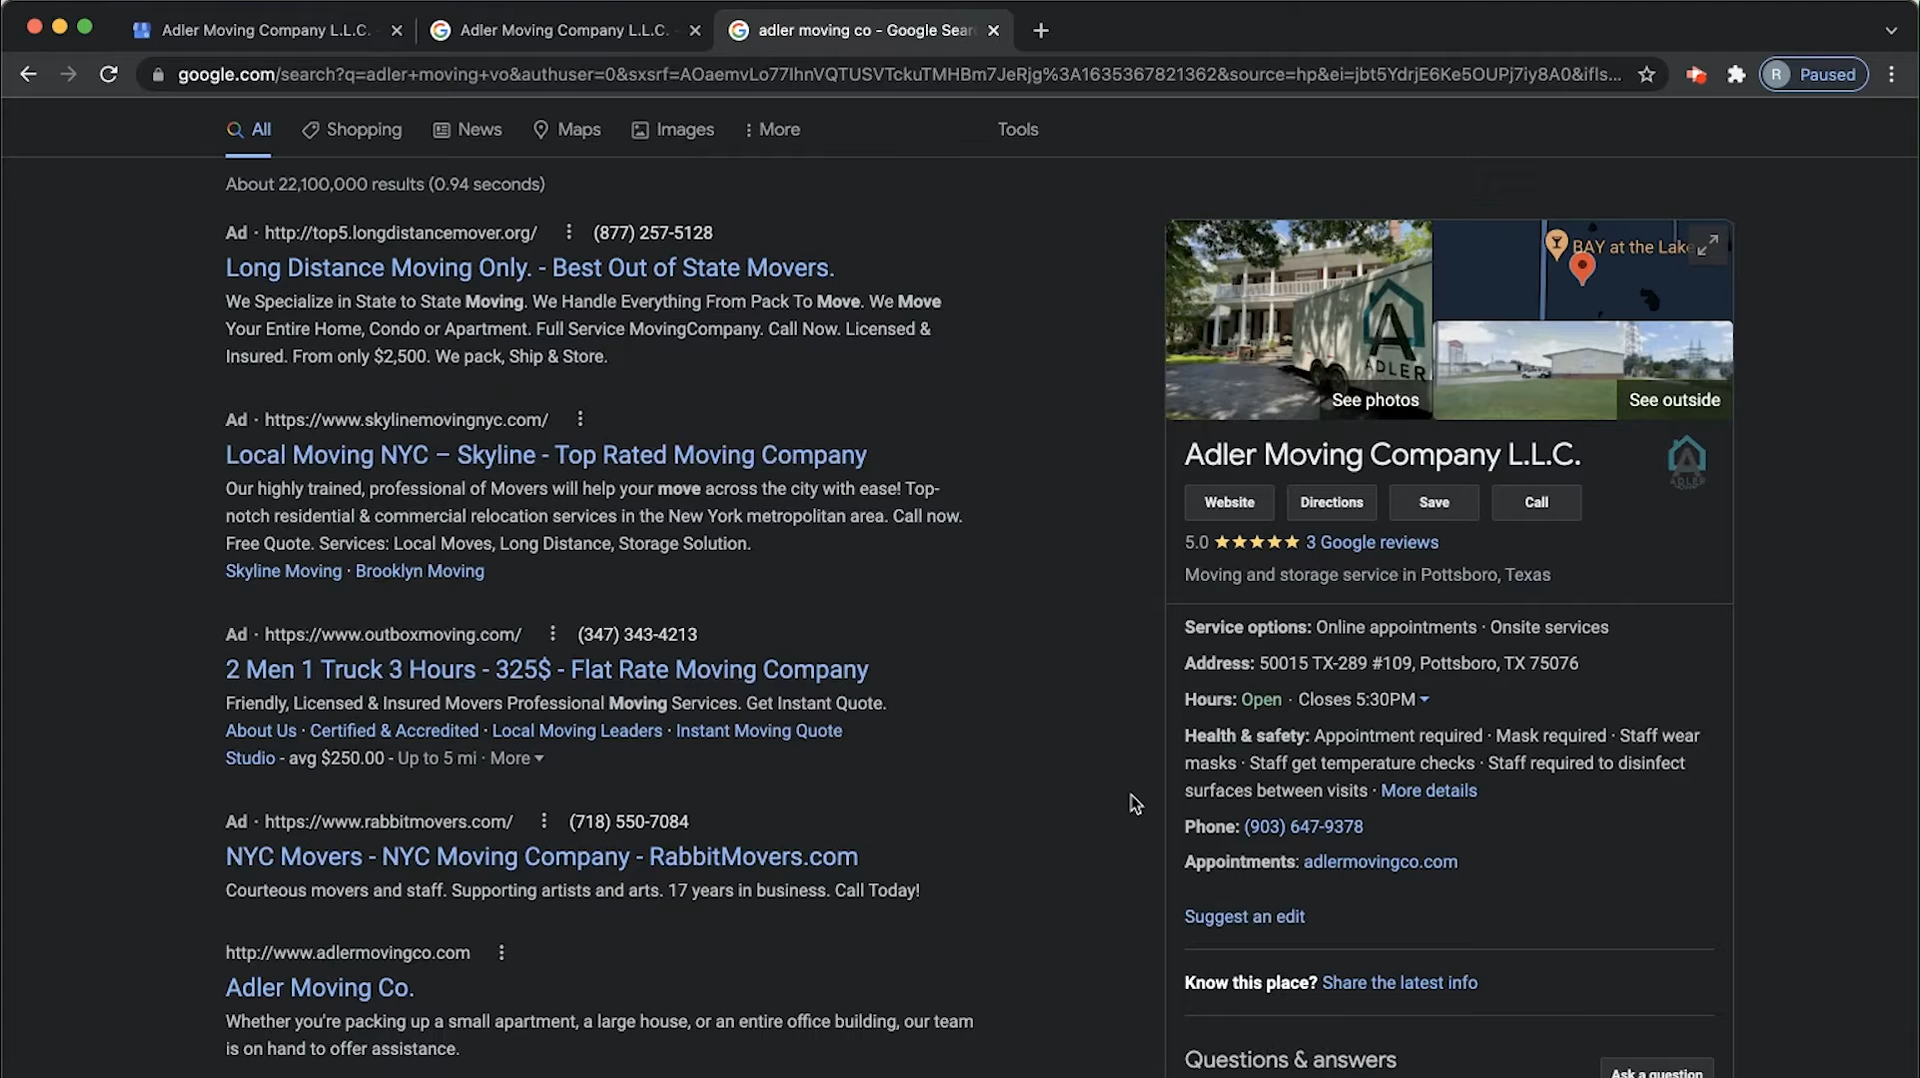 Adler Moving Company L.L.C. -
Adler Moving Company L.L.C. -
adler moving co - Google Sear
google.com/search?q=adler+moving+vo&authuser=0&sxsrf=AOaemvLo77IhnVQTUSVTckuTMHBm7JeRjg%3A1635367821362&source=hp&ei=jbt5YdrjE6Ke5OUPj7iy8A0&ifls...
R Paused
All
Shopping
News
Maps
Images
More
Tools
About 22,100,000 results (0.94 seconds)
Ad · http://top5.longdistancemover.org/ (877) 257-5128
Long Distance Moving Only. - Best Out of State Movers.
We Specialize in State to State Moving. We Handle Everything From Pack To Move. We Move
Your Entire Home, Condo or Apartment. Full Service MovingCompany. Call Now. Licensed &
Insured. From only $2,500. We pack, Ship & Store.
Ad · https://www.skylinemovingnyc.com/
Local Moving NYC – Skyline - Top Rated Moving Company
Our highly trained, professional of Movers will help your move across the city with ease! Top-
notch residential & commercial relocation services in the New York metropolitan area. Call now.
Free Quote. Services: Local Moves, Long Distance, Storage Solution.
Skyline Moving · Brooklyn Moving
Ad · https://www.outboxmoving.com/ (347) 343-4213
2 Men 1 Truck 3 Hours - 325$ - Flat Rate Moving Company
Friendly, Licensed & Insured Movers Professional Moving Services. Get Instant Quote.
About Us · Certified & Accredited · Local Moving Leaders · Instant Moving Quote
Studio - avg $250.00 - Up to 5 mi · More
Ad · https://www.rabbitmovers.com/ (718) 550-7084
NYC Movers - NYC Moving Company - RabbitMovers.com
Courteous movers and staff. Supporting artists and arts. 17 years in business. Call Today!
http://www.adlermovingco.com
Adler Moving Co.
Whether you're packing up a small apartment, a large house, or an entire office building, our team
is on hand to offer assistance.
BAY at the Lake
A
ADLER
See photos
See outside
Adler Moving Company L.L.C.
ADLER
Website
Directions
Save
Call
5.0 3 Google reviews
Moving and storage service in Pottsboro, Texas
Service options: Online appointments · Onsite services
Address: 50015 TX-289 #109, Pottsboro, TX 75076
Hours: Open · Closes 5:30PM
Health & safety: Appointment required · Mask required · Staff wear
masks · Staff get temperature checks · Staff required to disinfect
surfaces between visits · More details
Phone: (903) 647-9378
Appointments: adlermovingco.com
Suggest an edit
Know this place? Share the latest info
Questions & answers
Ask a question